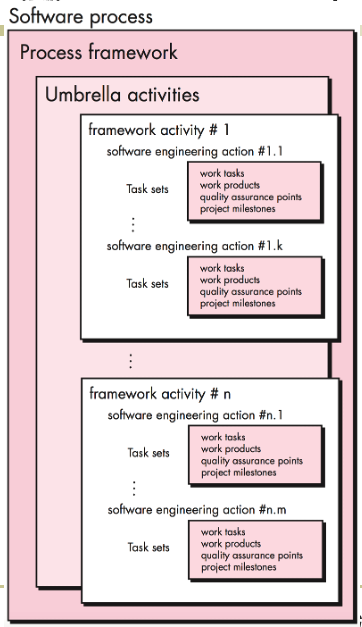 Software process
Process framework
Umbrella activities
framework activity # 1
software engineering action #1.1
Task sets
work tasks
work products
quality assurance points
project milestones
software engineering action #1.k
Task sets
work tasks
work products
quality assurance points
project milestones
framework activity # n
software engineering action #n.1
Task sets
work tasks
work products
quality assurance points
project milestones
software engineering action #n.m
Task sets
work tasks
work products
quality assurance points
project milestones